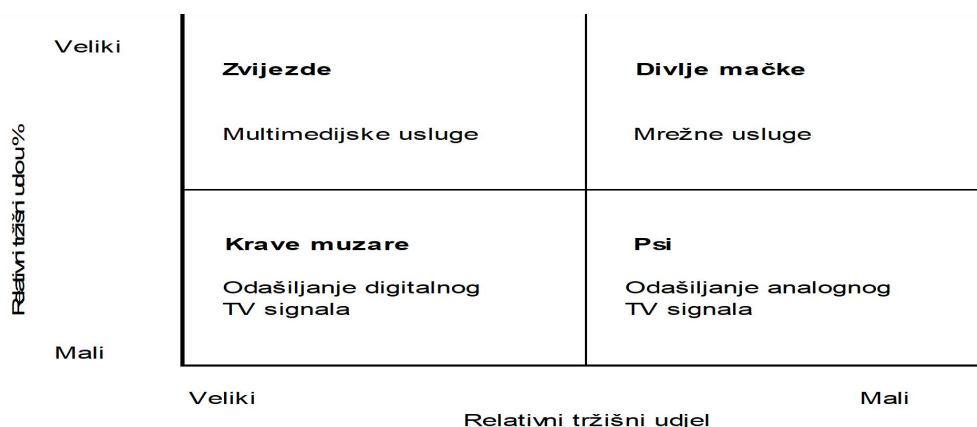 Veliki
Zvijezde
Divlje mačke
Multimedijske usluge
Mrežne usluge
Relativni tržišni udou%
Krave muzare
Psi
Odašiljanje digitalnog
TV signala
Odašiljanje analognog
TV signala
Mali
Veliki
Mali
Relativni tržišni udjel